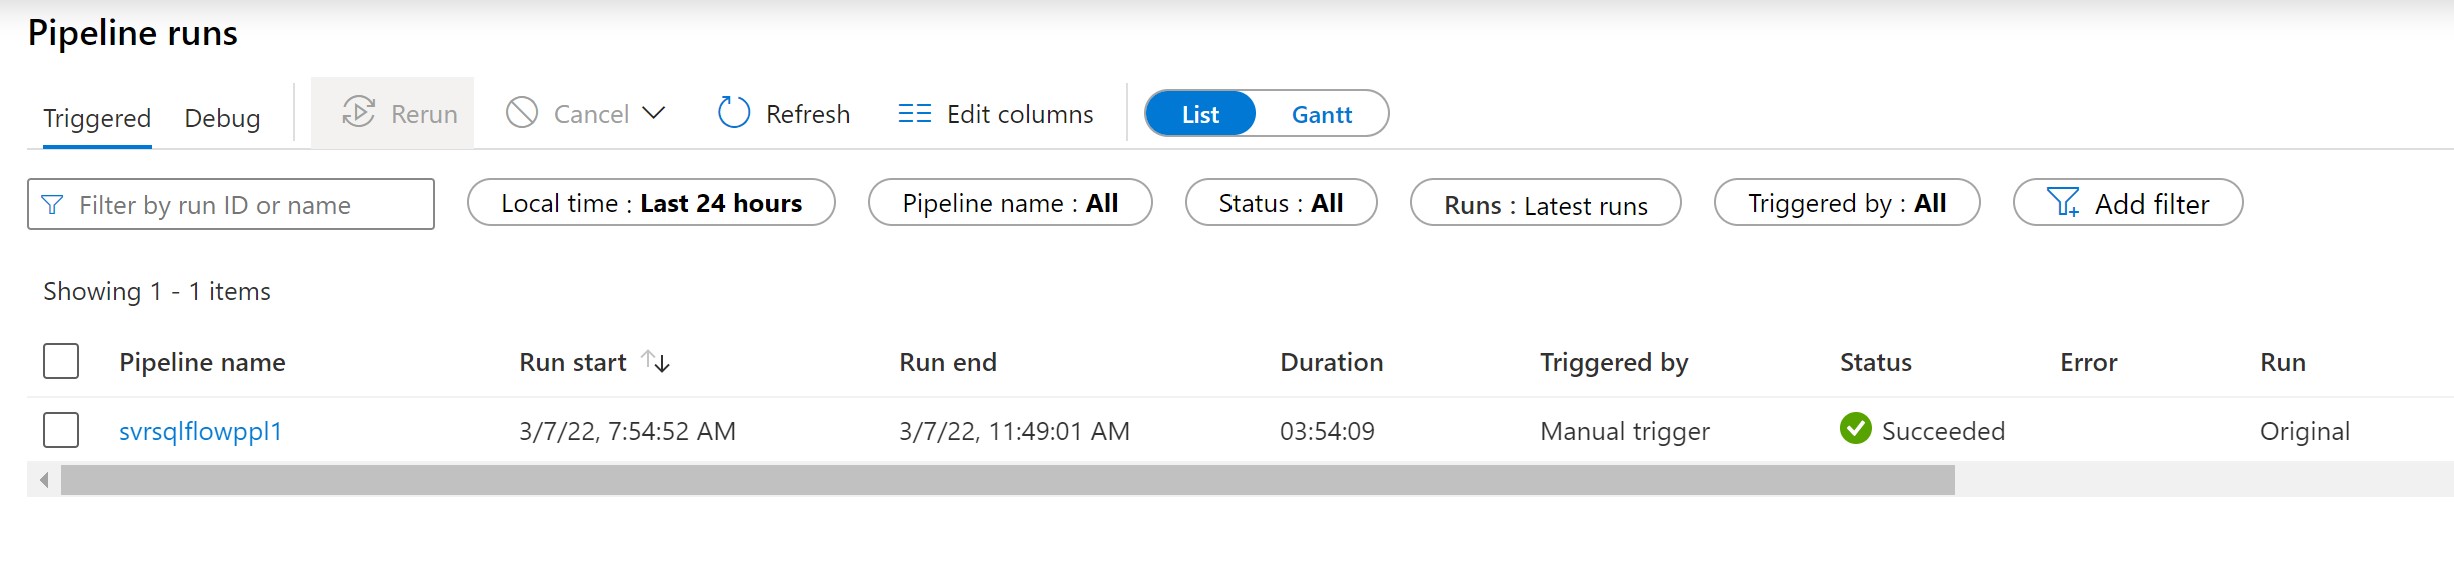 Pipeline runs
Triggered Debug Rerun Cancel Refresh Edit columns List Gantt
Filter by run ID or name Local time : Last 24 hours Pipeline name : All Status : All Runs : Latest runs Triggered by : All Add filter
Showing 1 - 1 items
Pipeline name Run start Run end Duration Triggered by Status Error Run
svrsqlflowppl1 3/7/22, 7:54:52 AM 3/7/22, 11:49:01 AM 03:54:09 Manual trigger Succeeded Original